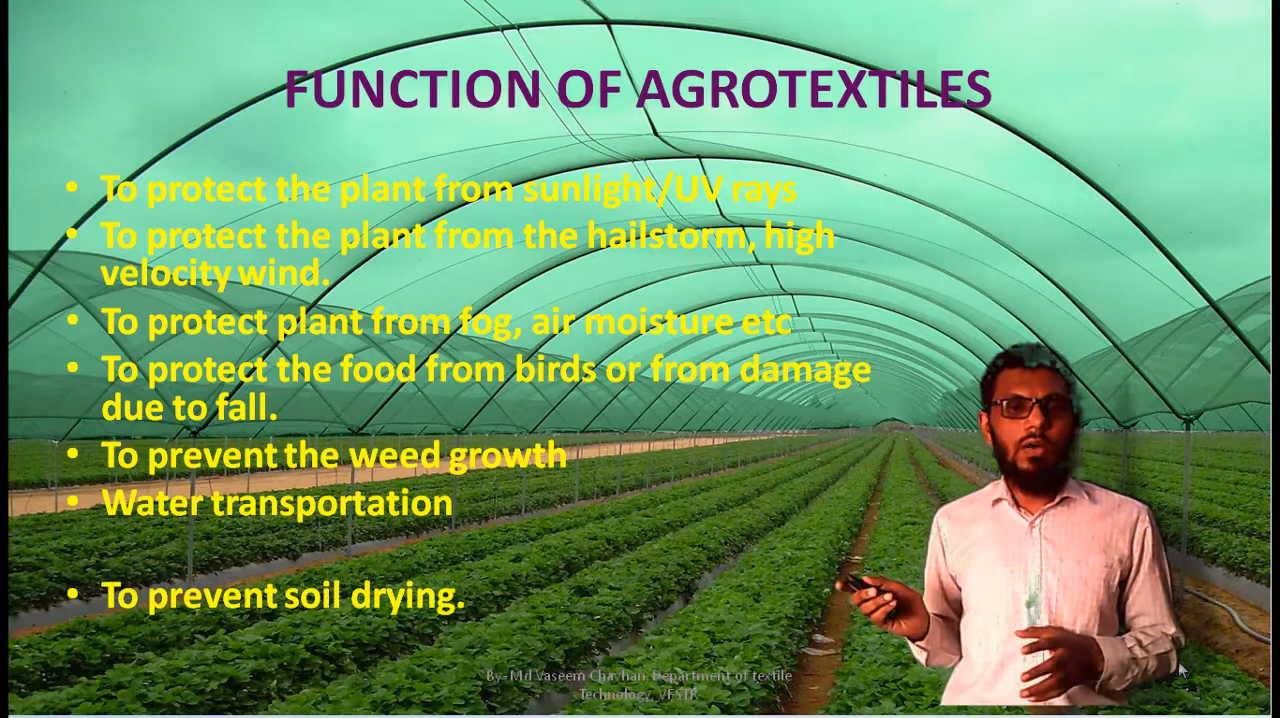 FUNCTION OF AGROTEXTILES
• To protect the plant from sunlight/UV rays
• To protect the plant from the hailstorm, high
velocity wind.
• To protect plant from fog, air moisture etc
• To protect the food from birds or from damage
due to fall.
• To prevent the weed growth
• Water transportation
• To prevent soil drying.
By- Md Vaseem Chavhan, Department of textile
Technology, VFSTR